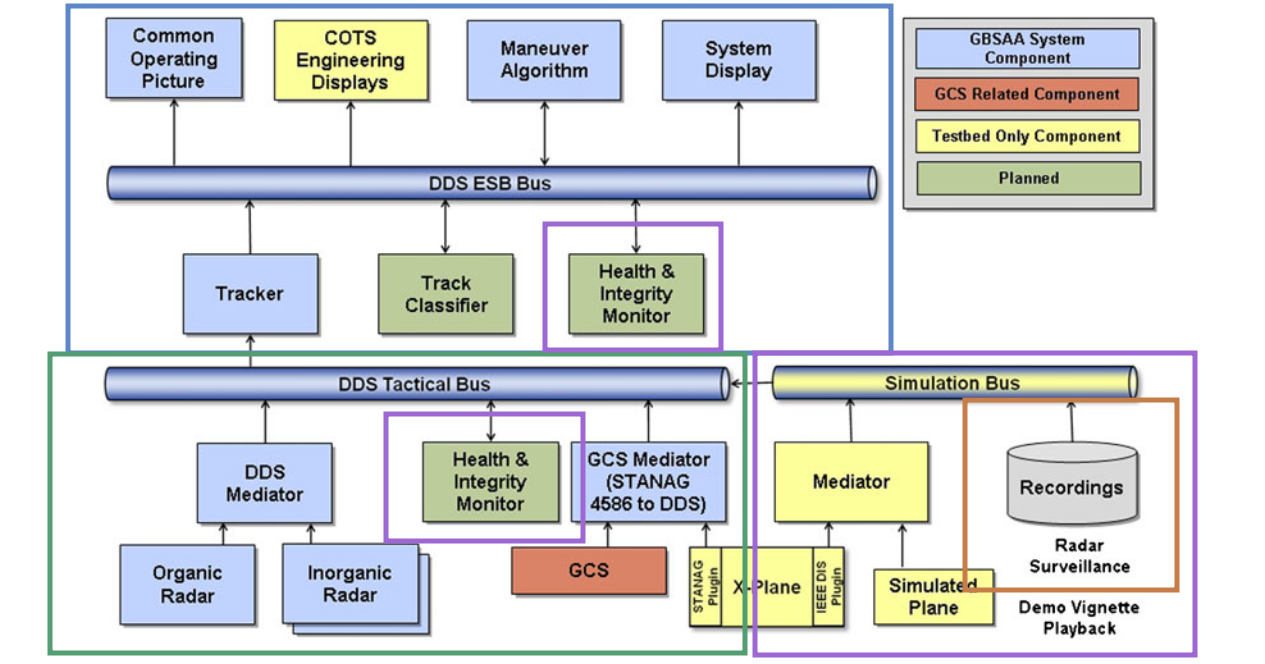 Common
Operating
Picture
COTS
Engineering
Displays
Maneuver
Algorithm
System
Display
GBSAA System
Component
GCS Related Component
Testbed Only Component
Planned
DDS ESB Bus
Tracker
Track
Classifier
Health &
Integrity
Monitor
DDS Tactical Bus
Simulation Bus
DDS
Mediator
Health &
Integrity
Monitor
GCS Mediator
(STANAG
4586 to DDS)
Mediator
Recordings
Radar
Surveillance
Organic
Radar
Inorganic
Radar
GCS
STANAG
Plugin
X-Plane
IEEE DIS
Plugin
Simulated
Plane
Demo Vignette
Playback